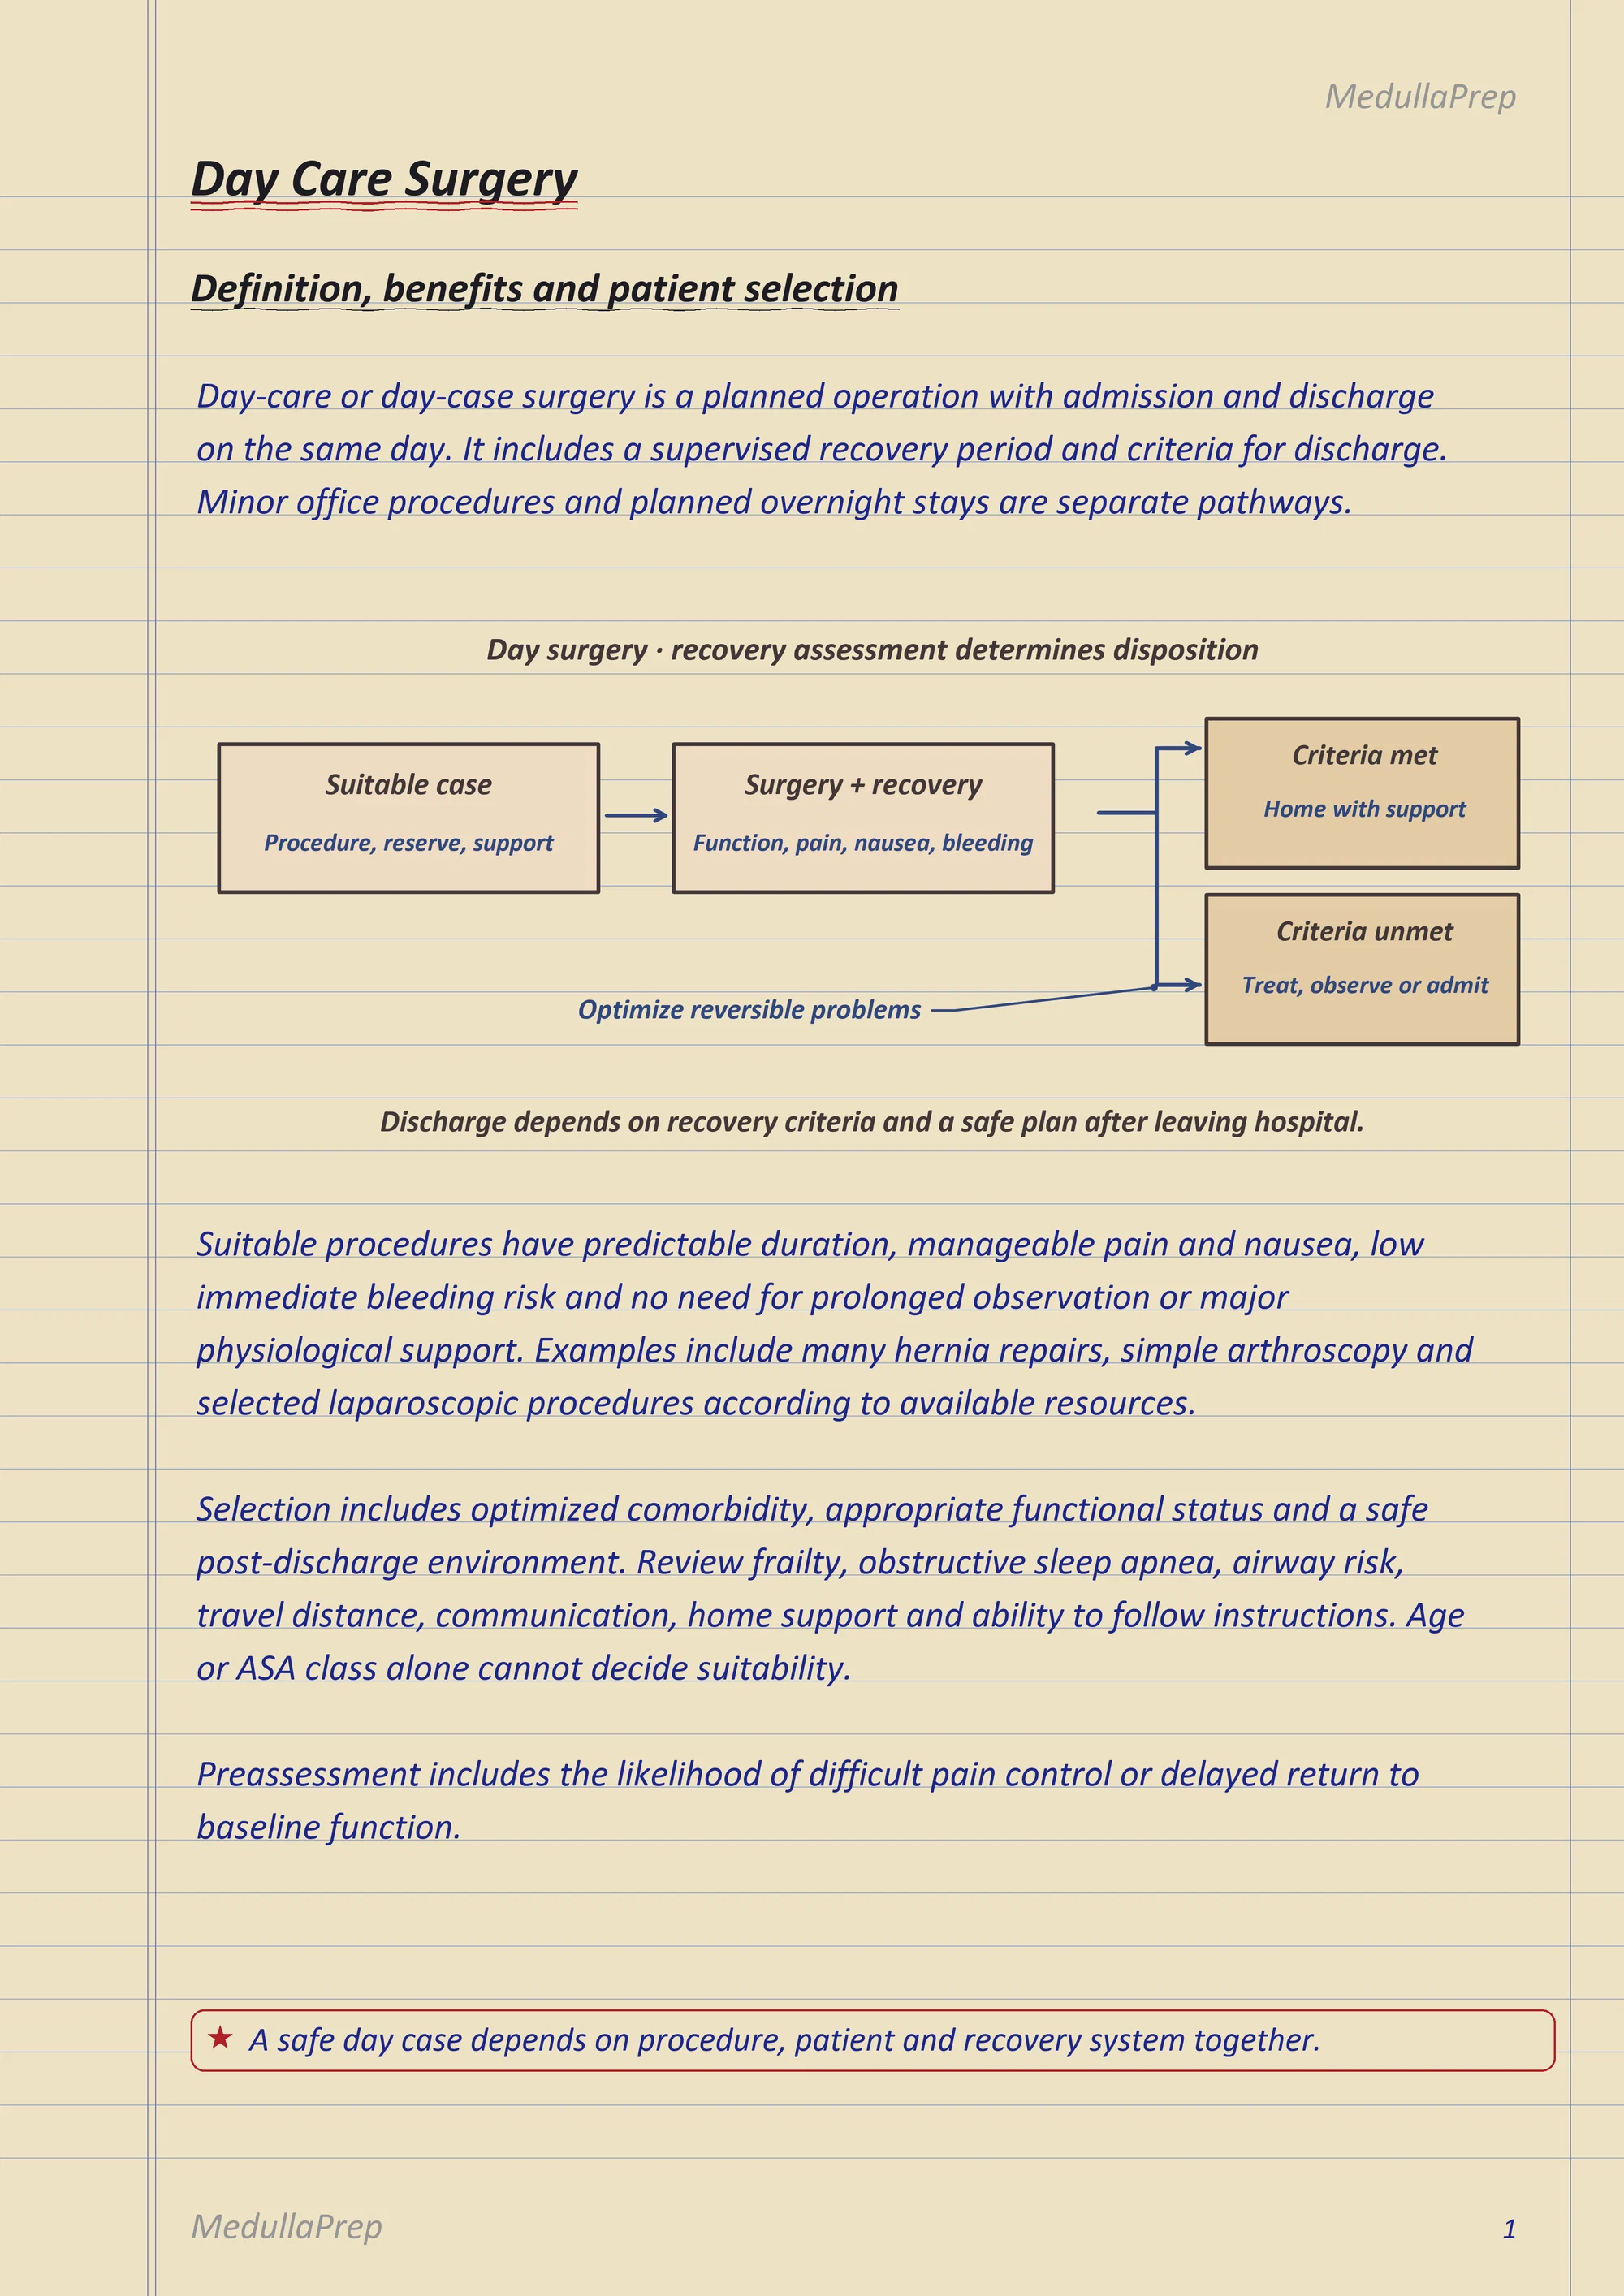 MedullaPrep
Day Care Surgery
Definition, benefits and patient selection
Day-care or day-case surgery is a planned operation with admission and discharge
on the same day. It includes a supervised recovery period and criteria for discharge.
Minor office procedures and planned overnight stays are separate pathways.
Day surgery · recovery assessment determines disposition
Suitable case
Procedure, reserve, support
Surgery + recovery
Function, pain, nausea, bleeding
Criteria met
Home with support
Criteria unmet
Treat, observe or admit
Optimize reversible problems
Discharge depends on recovery criteria and a safe plan after leaving hospital.
Suitable procedures have predictable duration, manageable pain and nausea, low
immediate bleeding risk and no need for prolonged observation or major
physiological support. Examples include many hernia repairs, simple arthroscopy and
selected laparoscopic procedures according to available resources.
Selection includes optimized comorbidity, appropriate functional status and a safe
post-discharge environment. Review frailty, obstructive sleep apnea, airway risk,
travel distance, communication, home support and ability to follow instructions. Age
or ASA class alone cannot decide suitability.
Preassessment includes the likelihood of difficult pain control or delayed return to
baseline function.
★ A safe day case depends on procedure, patient and recovery system together.
MedullaPrep
1